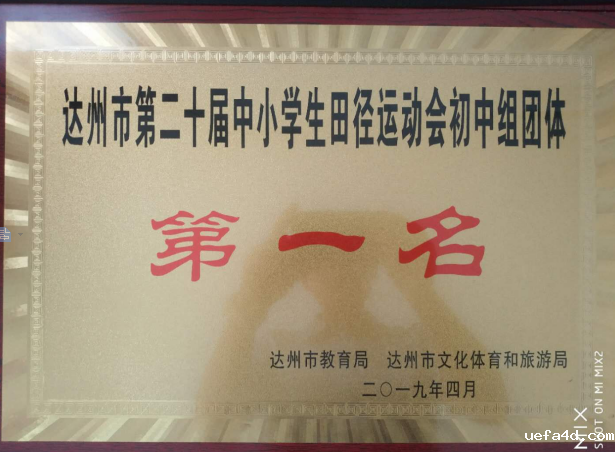 达州市第二十届中小学生田径运动会初中组团体
第一名
达州市教育局 达州市文化体育和旅游局
二〇一九年四月
SHOT ON MI MIX2
MIX
uefa4d.com